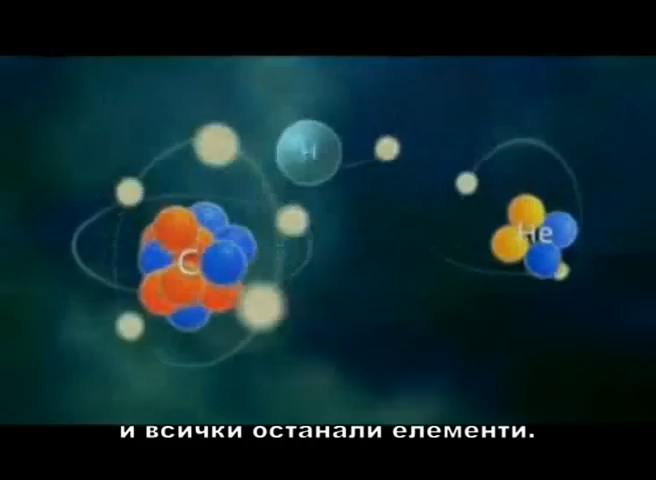 H
He
C
и всички останали елементи.